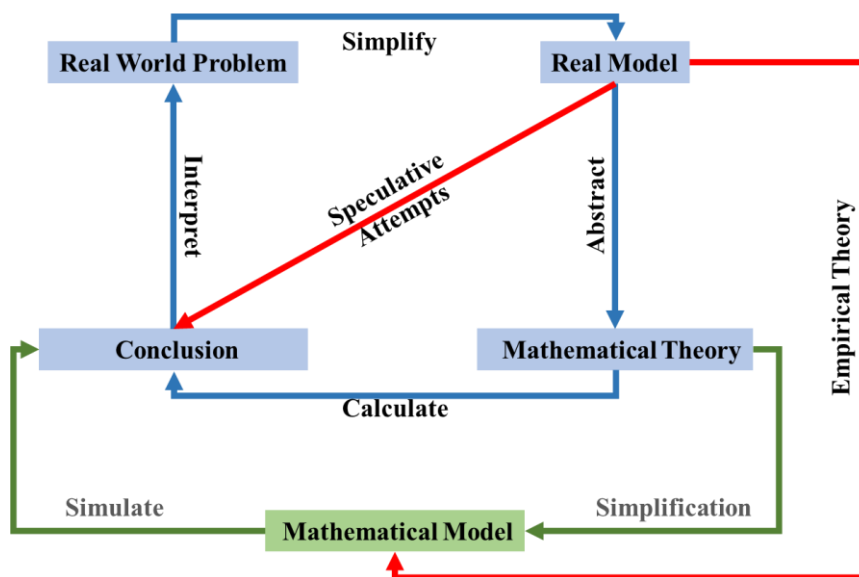 Simplify
Real World Problem
Real Model
Interpret
Speculative
Attempts
Abstract
Empirical Theory
Conclusion
Mathematical Theory
Calculate
Simulate
Simplification
Mathematical Model